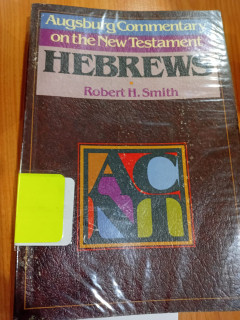 Augsburg Commentary
on the New Testament
HEBREWS
Robert H. Smith
AC
NT